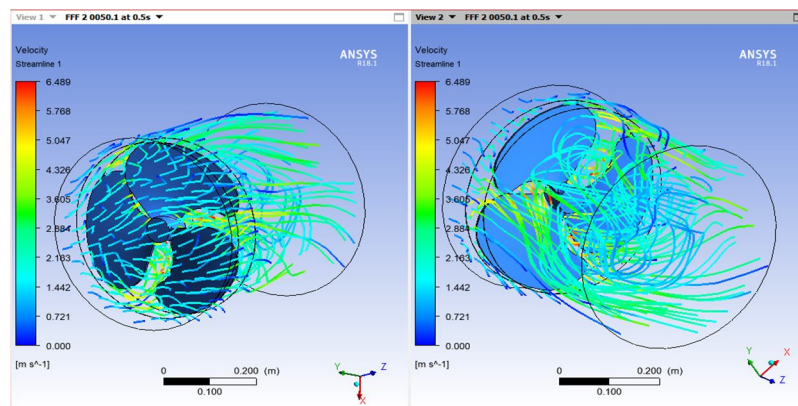 View 1 ▼ FFF 2 0050.1 at 0.5s ▼
Velocity
Streamline 1
6.489
5.768
5.047
4.326
3.605
2.884
2.163
1.442
0.721
0.000
[m s^-1]
ANSYS
R18.1
0 0.200 (m)
0.100
Y Z
X
View 2 ▼ FFF 2 0050.1 at 0.5s ▼
Velocity
Streamline 1
6.489
5.768
5.047
4.326
3.605
2.884
2.163
1.442
0.721
0.000
[m s^-1]
ANSYS
R18.1
0 0.200 (m)
0.100
Y X
Z